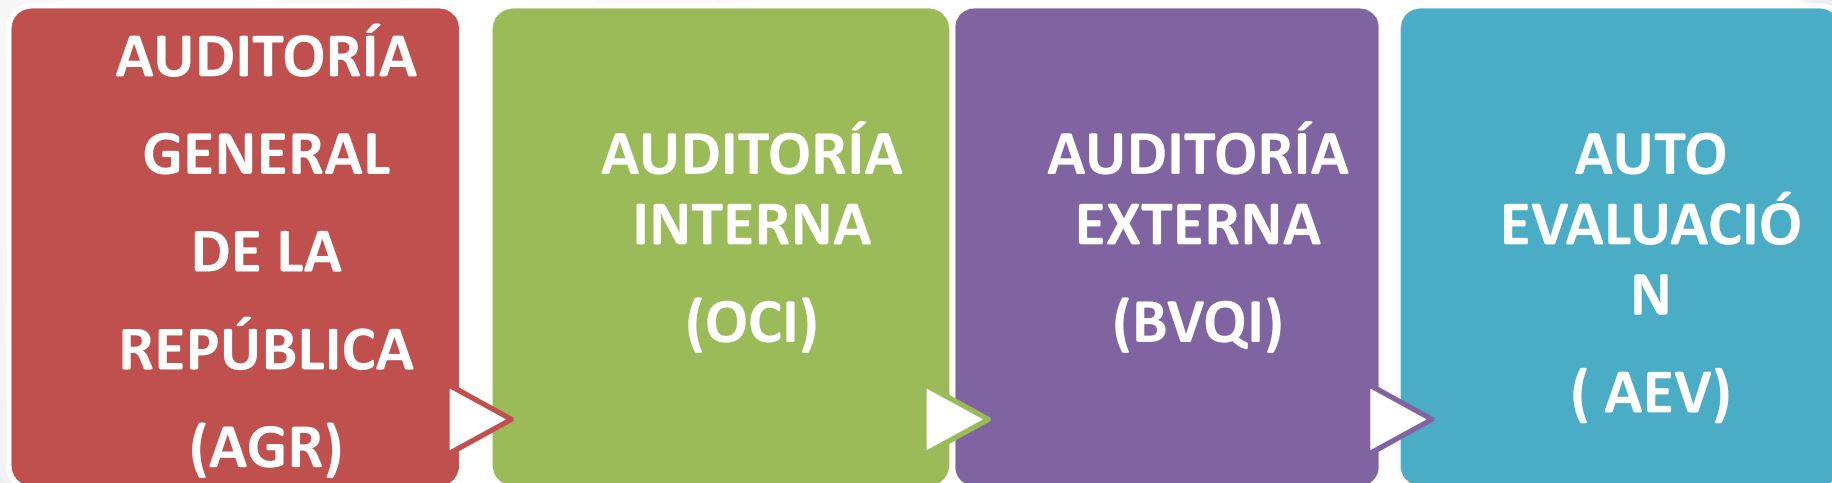 AUDITORÍA
GENERAL
DE LA
REPÚBLICA
(AGR)
AUDITORÍA
INTERNA
(OCI)
AUDITORÍA
EXTERNA
(BVQI)
AUTO
EVALUACIÓ
N
( AEV)